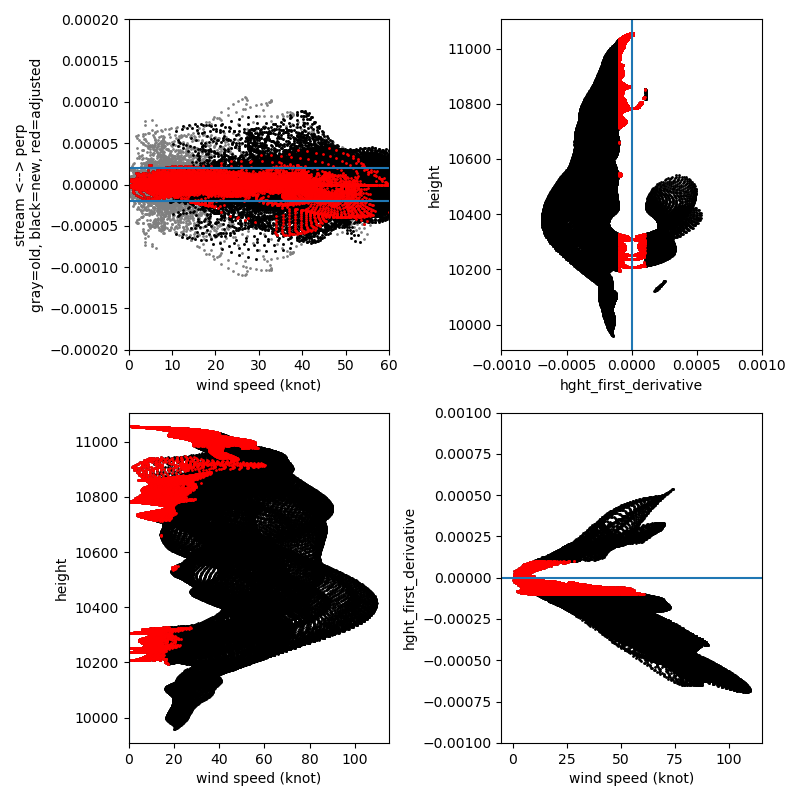 0.00020
0.00015
0.00010
0.00005
0.00000
−0.00005
−0.00010
−0.00015
−0.00020
0 10 20 30 40 50 60
wind speed (knot)
stream <--> perp
gray=old, black=new, red=adjusted
11000
10800
10600
10400
10200
10000
−0.0010 −0.0005 0.0000 0.0005 0.0010
hght_first_derivative
height
11000
10800
10600
10400
10200
10000
0 20 40 60 80 100
wind speed (knot)
height
0.00100
0.00075
0.00050
0.00025
0.00000
−0.00025
−0.00050
−0.00075
−0.00100
0 25 50 75 100
wind speed (knot)
hght_first_derivative